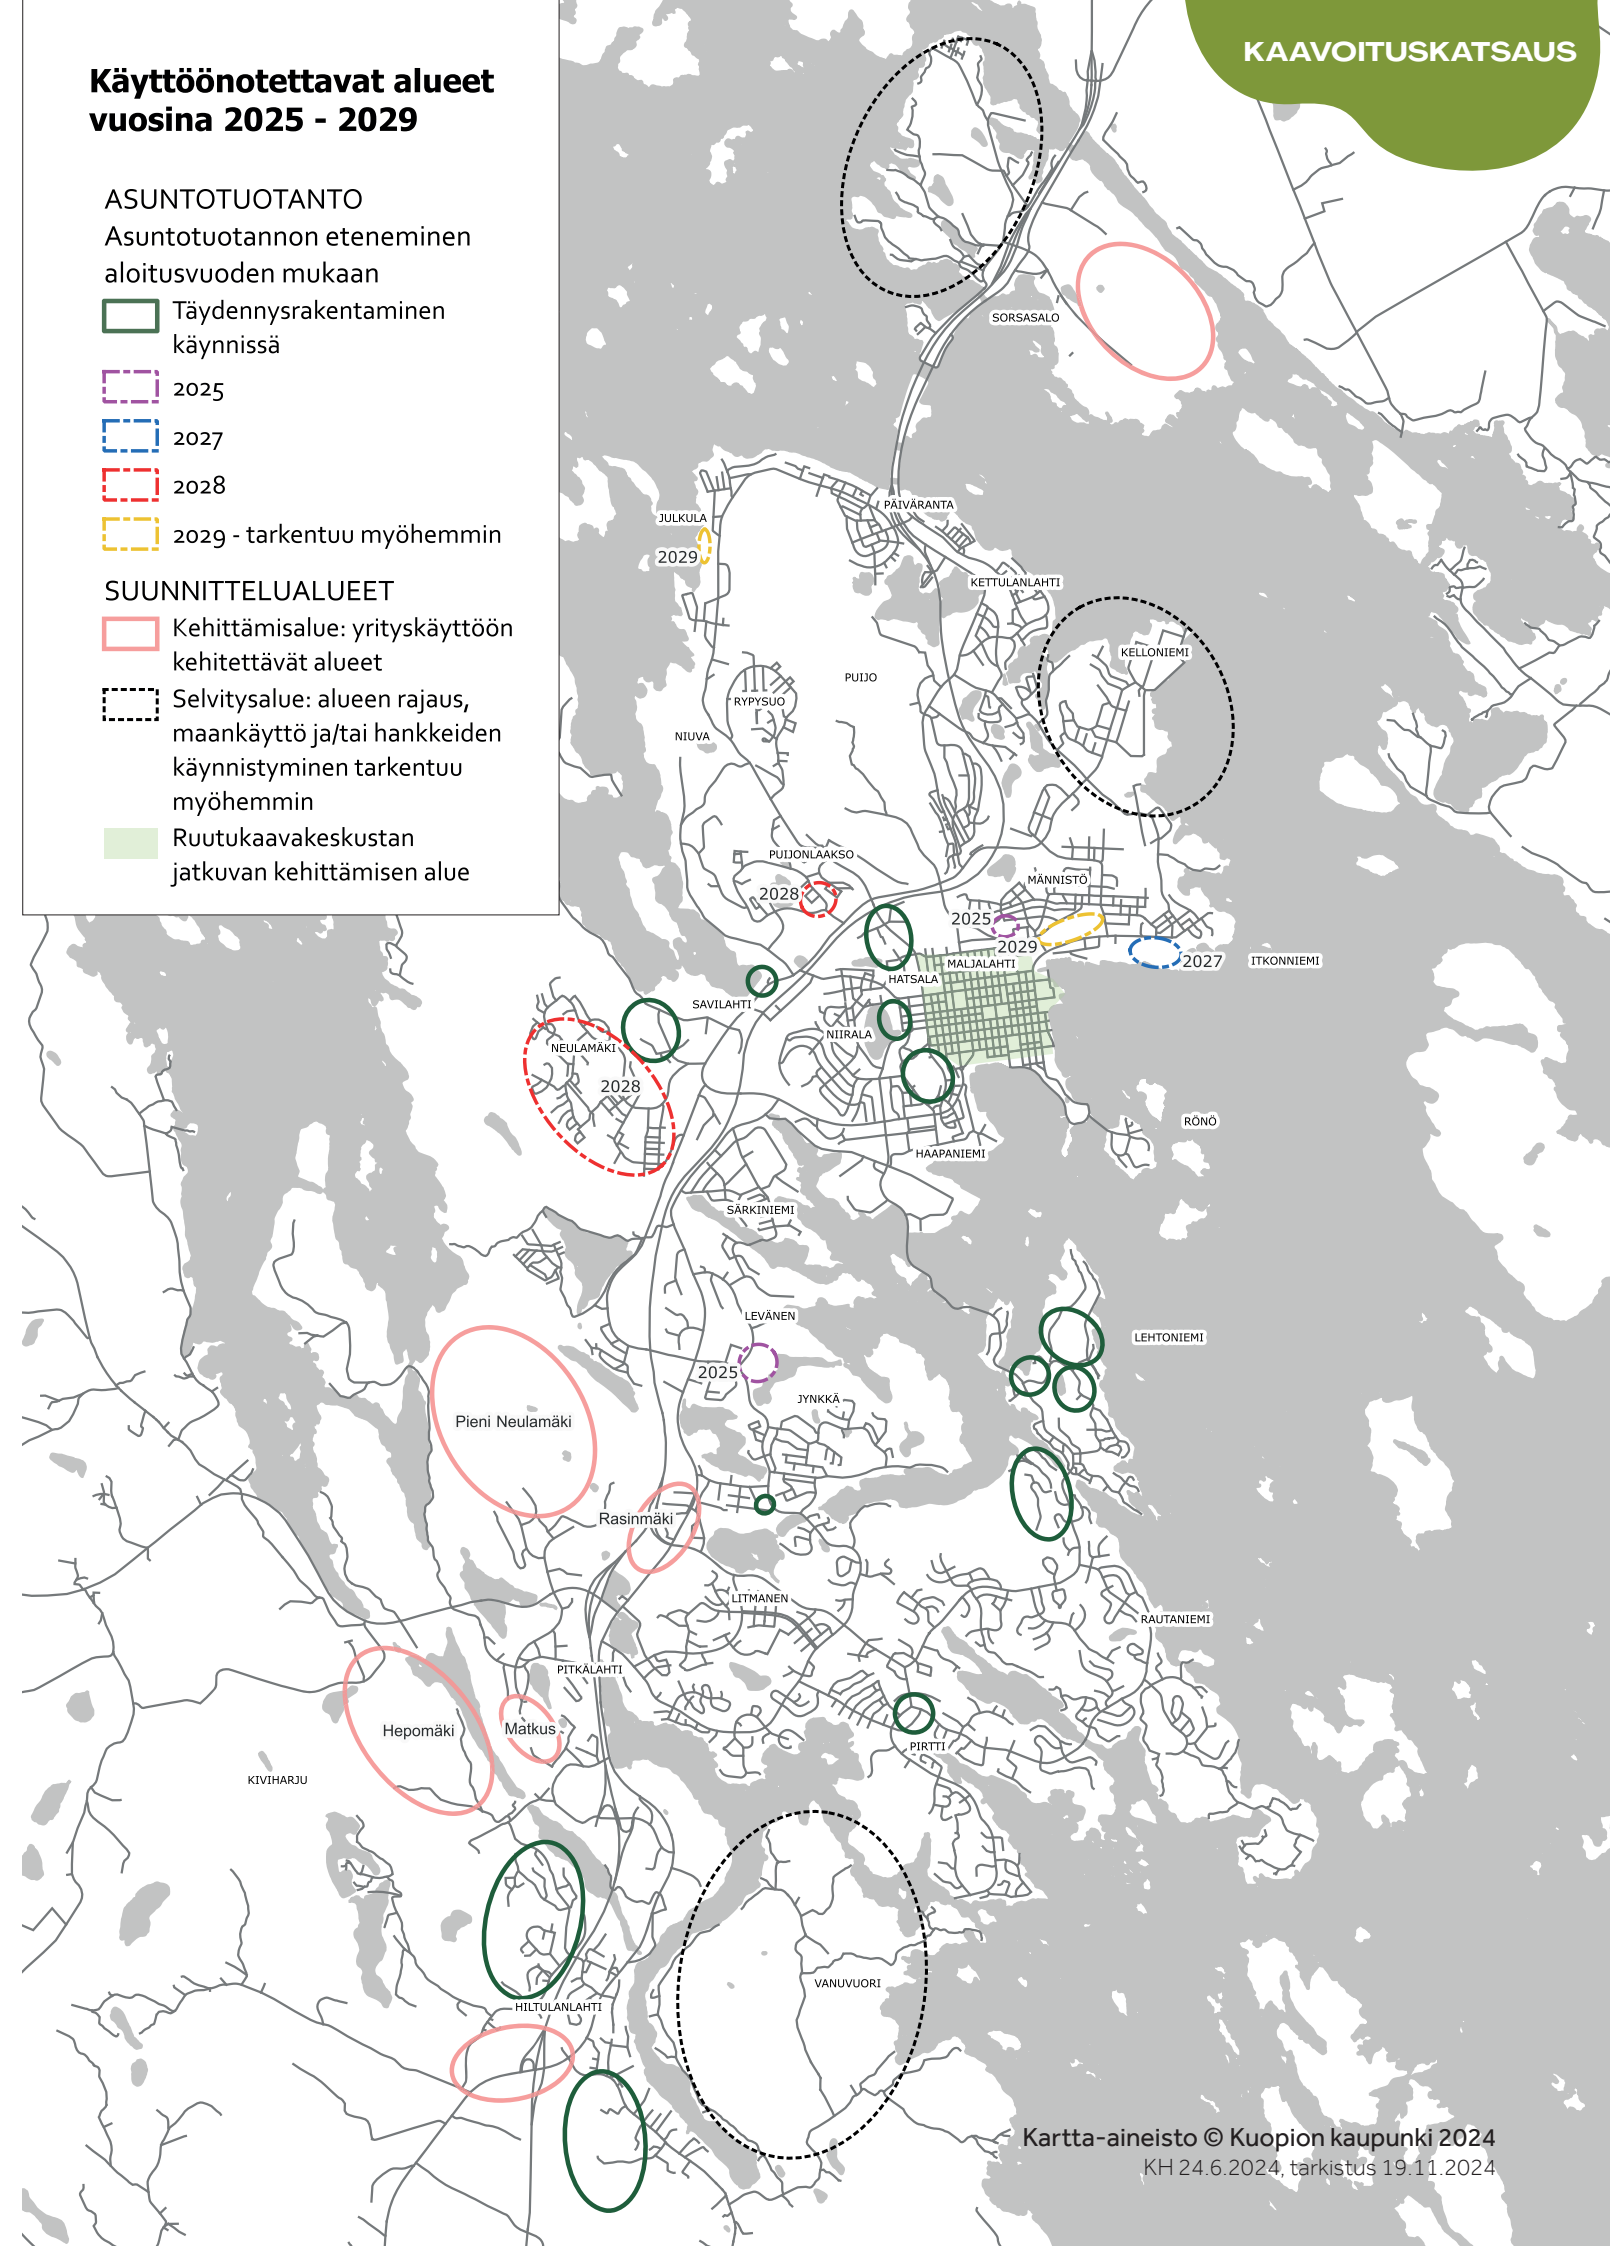 KAAVOITUSKATSAUS
Käyttöönotettavat alueet
vuosina 2025 - 2029
ASUNTOTUOTANTO
Asuntotuotannon eteneminen
aloitusvuoden mukaan
Täydennysrakentaminen
käynnissä
2025
2027
2028
2029 - tarkentuu myöhemmin
SUUNNITTELUALUEET
Kehittämisalue: yrityskäyttöön
kehitettävät alueet
Selvitysalue: alueen rajaus,
maankäyttö ja/tai hankkeiden
käynnistyminen tarkentuu
myöhemmin
Ruutukaavakeskustan
jatkuvan kehittämisen alue
SORSASALO
PÄIVÄRANTA
JULKULA
2029
KETTULANLAHTI
KELLONIEMI
PUIJO
RYPYSUO
NIUVA
PUIJONLAAKSO
2028
MÄNNISTÖ
2025
2029
MALJALAHTI
2027
ITKONNIEMI
HATSALA
SAVILAHTI
NIIRALA
NEULAMÄKI
2028
RÖNÖ
HAAPANIEMI
SÄRKINIEMI
LEVÄNEN
LEHTONIEMI
2025
JYNKKÄ
Pieni Neulamäki
Rasinmäki
LITMANEN
RAUTANIEMI
PITKÄLAHTI
Hepomäki
Matkus
PIRTTI
KIVIHARJU
VANUVUORI
HILTULANLAHTI
Kartta-aineisto © Kuopion kaupunki 2024
KH 24.6.2024, tarkistus 19.11.2024